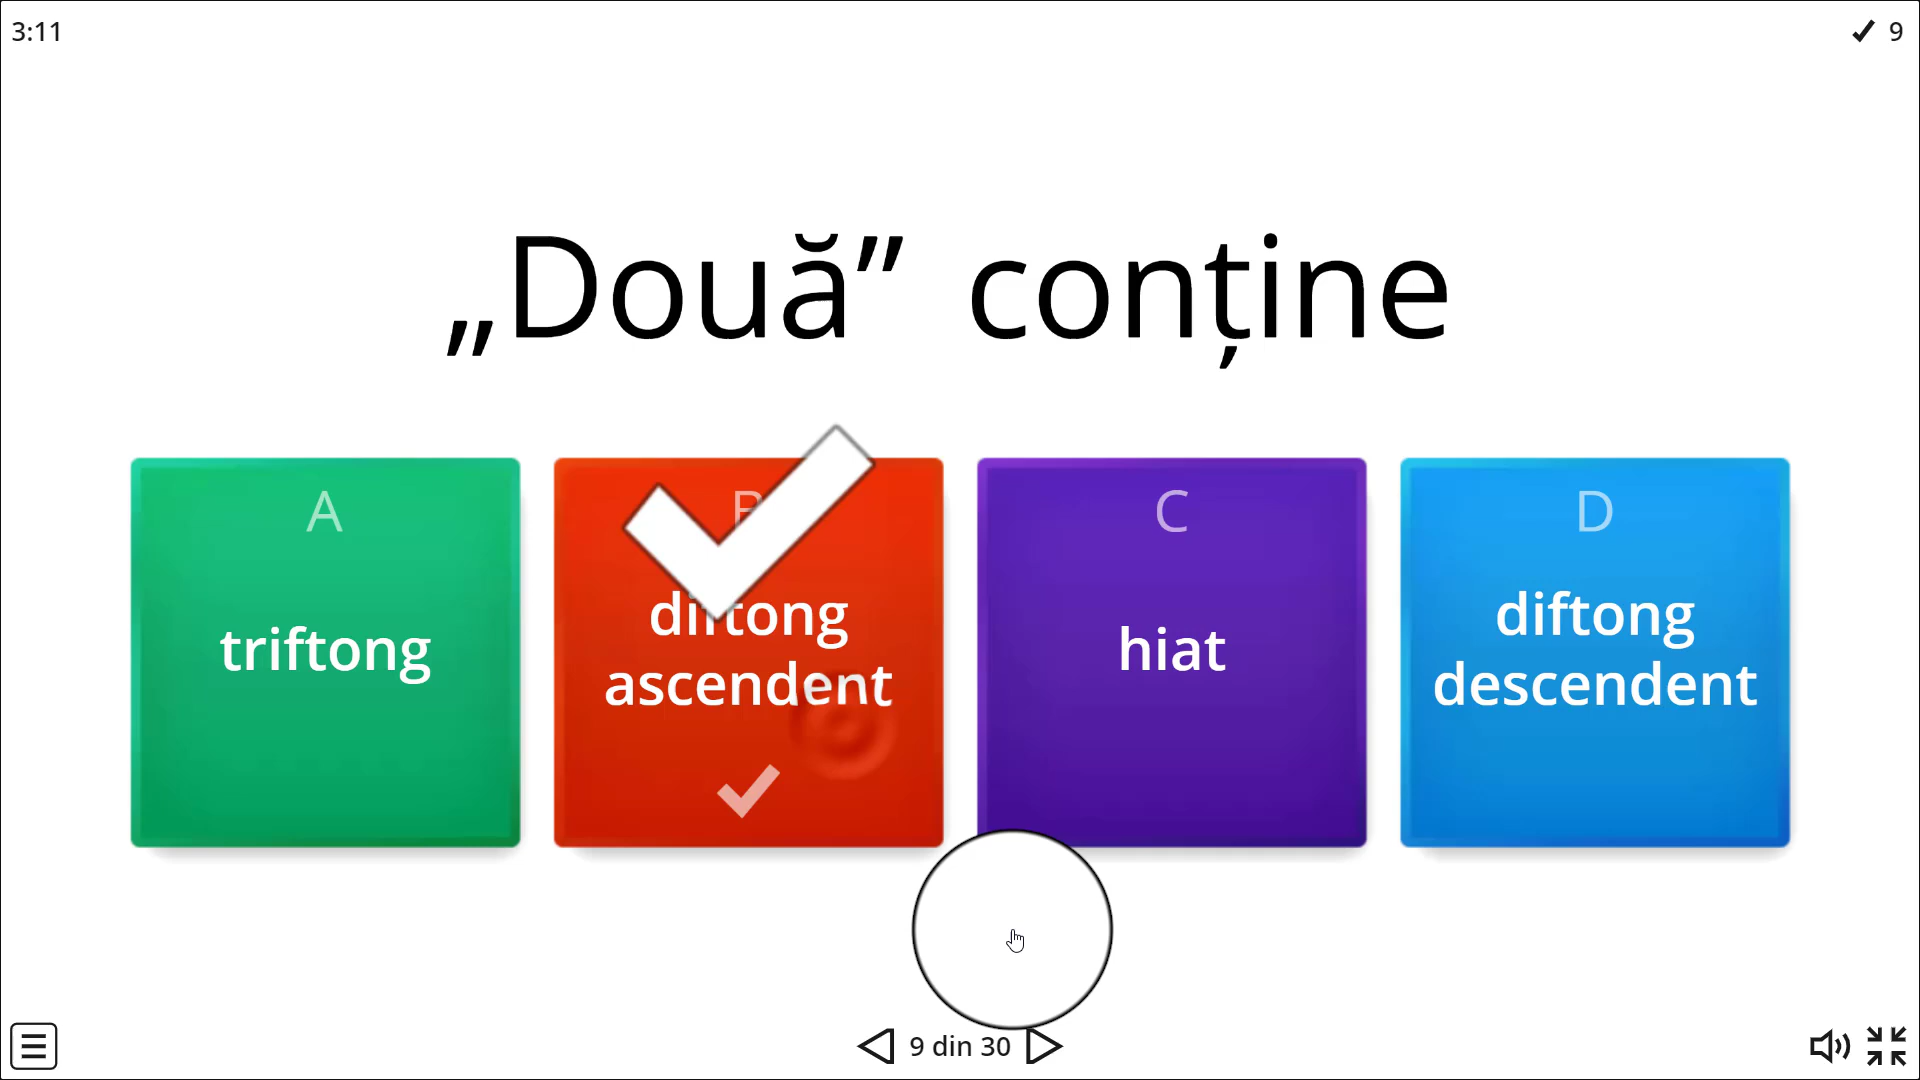 3:11
9
„Două” conține
A
triftong
B
diftong
ascendent
C
hiat
D
diftong
descendent
9 din 30